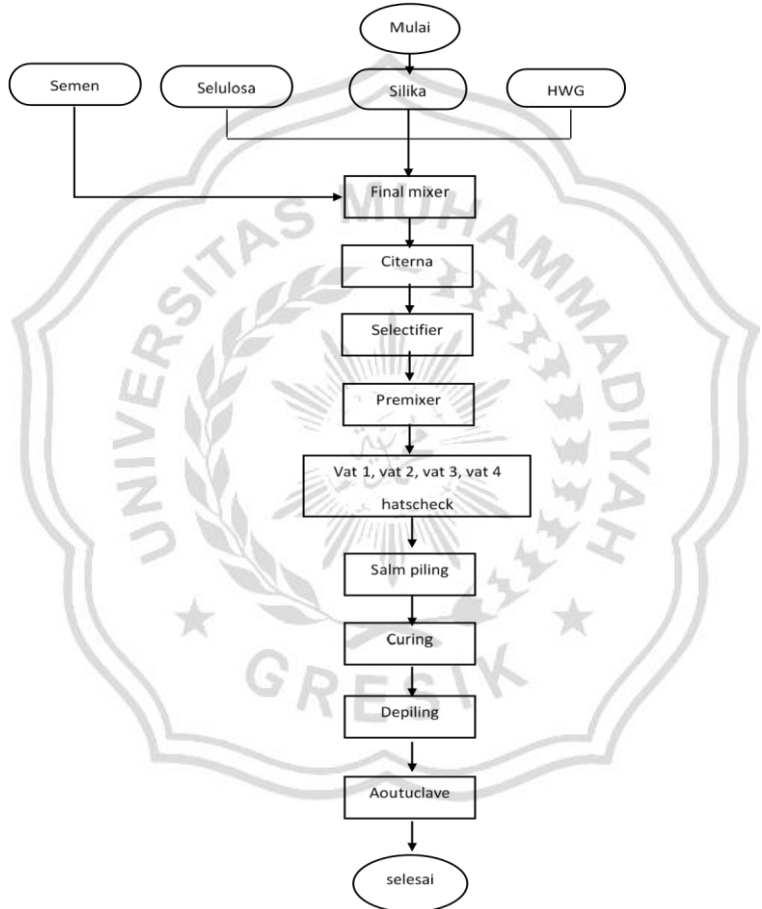 Mulai
Semen
Selulosa
Silika
HWG
Final mixer
Citerna
Selectifier
Premixer
Vat 1, vat 2, vat 3, vat 4
hatscheck
Salm piling
Curing
Depiling
Aoutuclave
selesai
UNIVERSITAS MUHAMMADIYAH
GRESIK